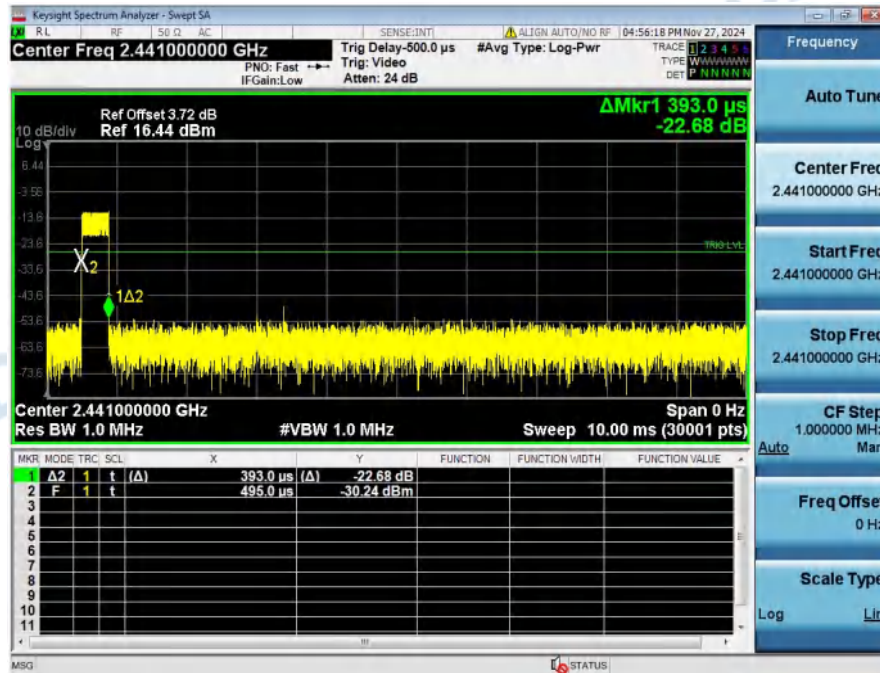 Keysight Spectrum Analyzer - Swept SA
RL RF 50 Ω AC SENSE:INT ALIGN AUTO/NO RF 04:56:18 PM Nov 27, 2024
Center Freq 2.441000000 GHz
PNO: Fast
IFGain:Low
Trig Delay-500.0 µs
Trig: Video
Atten: 24 dB
#Avg Type: Log-Pwr
TRACE 1 2 3 4 5 6
TYPE W
DET P N N N N N
Frequency
Auto Tune
Center Freq
2.441000000 GHz
Start Freq
2.441000000 GHz
Stop Freq
2.441000000 GHz
CF Step
1.000000 MHz
Auto Man
Freq Offset
0 Hz
Scale Type
Log Lin
ΔMkr1 393.0 µs
-22.68 dB
Ref Offset 3.72 dB
10 dB/div Ref 16.44 dBm
Log
6.44
-3.56
-13.6
-23.6
TRIG LVL
-33.6
-43.6
-53.6
-63.6
-73.6
X2
1Δ2
Center 2.441000000 GHz Span 0 Hz
Res BW 1.0 MHz #VBW 1.0 MHz Sweep 10.00 ms (30001 pts)
MKR MODE TRC SCL X Y FUNCTION FUNCTION WIDTH FUNCTION VALUE
1 Δ2 1 t (Δ) 393.0 µs (Δ) -22.68 dB
2 F 1 t 495.0 µs -30.24 dBm
3
4
5
6
7
8
9
10
11
MSG STATUS